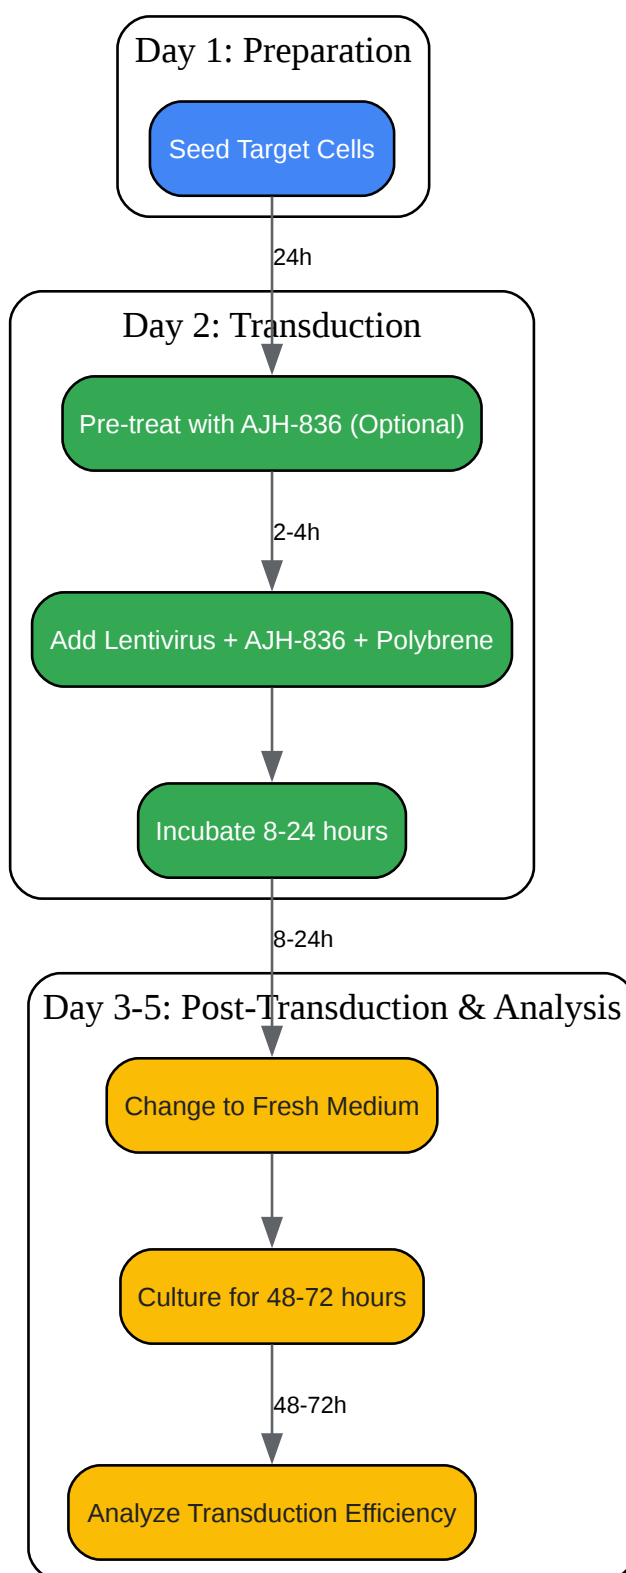 Day 1: Preparation
Seed Target Cells
24h
Day 2: Transduction
Pre-treat with AJH-836 (Optional)
2-4h
Add Lentivirus + AJH-836 + Polybrene
Incubate 8-24 hours
8-24h
Day 3-5: Post-Transduction & Analysis
Change to Fresh Medium
Culture for 48-72 hours
48-72h
Analyze Transduction Efficiency